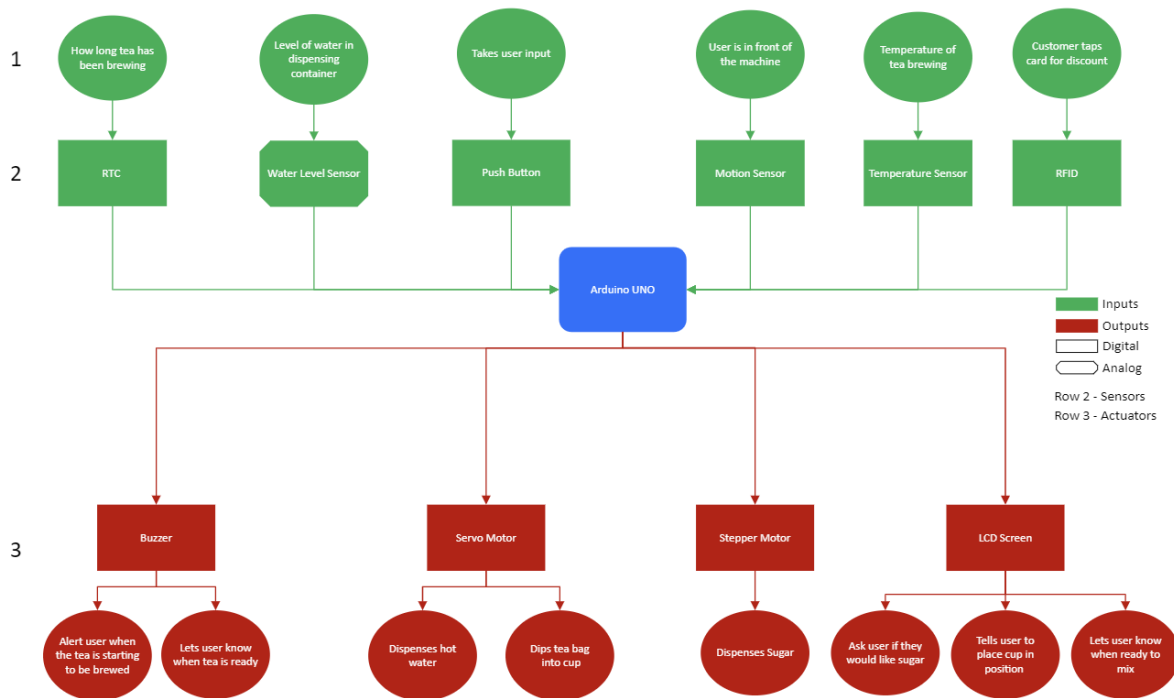 1
How long tea has
been brewing
Level of water in
dispensing
container
Takes user input
User is in front of
the machine
Temperature of
tea brewing
Customer taps
card for discount
2
RTC
Water Level Sensor
Push Button
Motion Sensor
Temperature Sensor
RFID
Arduino UNO
Inputs
Outputs
Digital
Analog
Row 2 - Sensors
Row 3 - Actuators
3
Buzzer
Servo Motor
Stepper Motor
LCD Screen
Alert user when
the tea is starting
to be brewed
Lets user know
when tea is ready
Dispenses hot
water
Dips tea bag
into cup
Dispenses Sugar
Ask user if they
would like sugar
Tells user to
place cup in
position
Lets user know
when ready to
mix